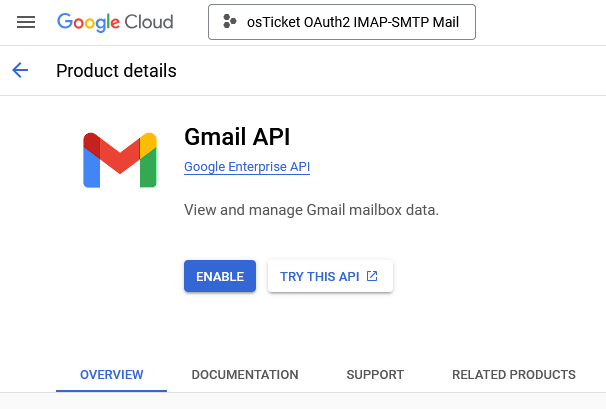 Google Cloud
osTicket OAuth2 IMAP-SMTP Mail
Product details
Gmail API
Google Enterprise API
View and manage Gmail mailbox data.
ENABLE
TRY THIS API
OVERVIEW
DOCUMENTATION
SUPPORT
RELATED PRODUCTS